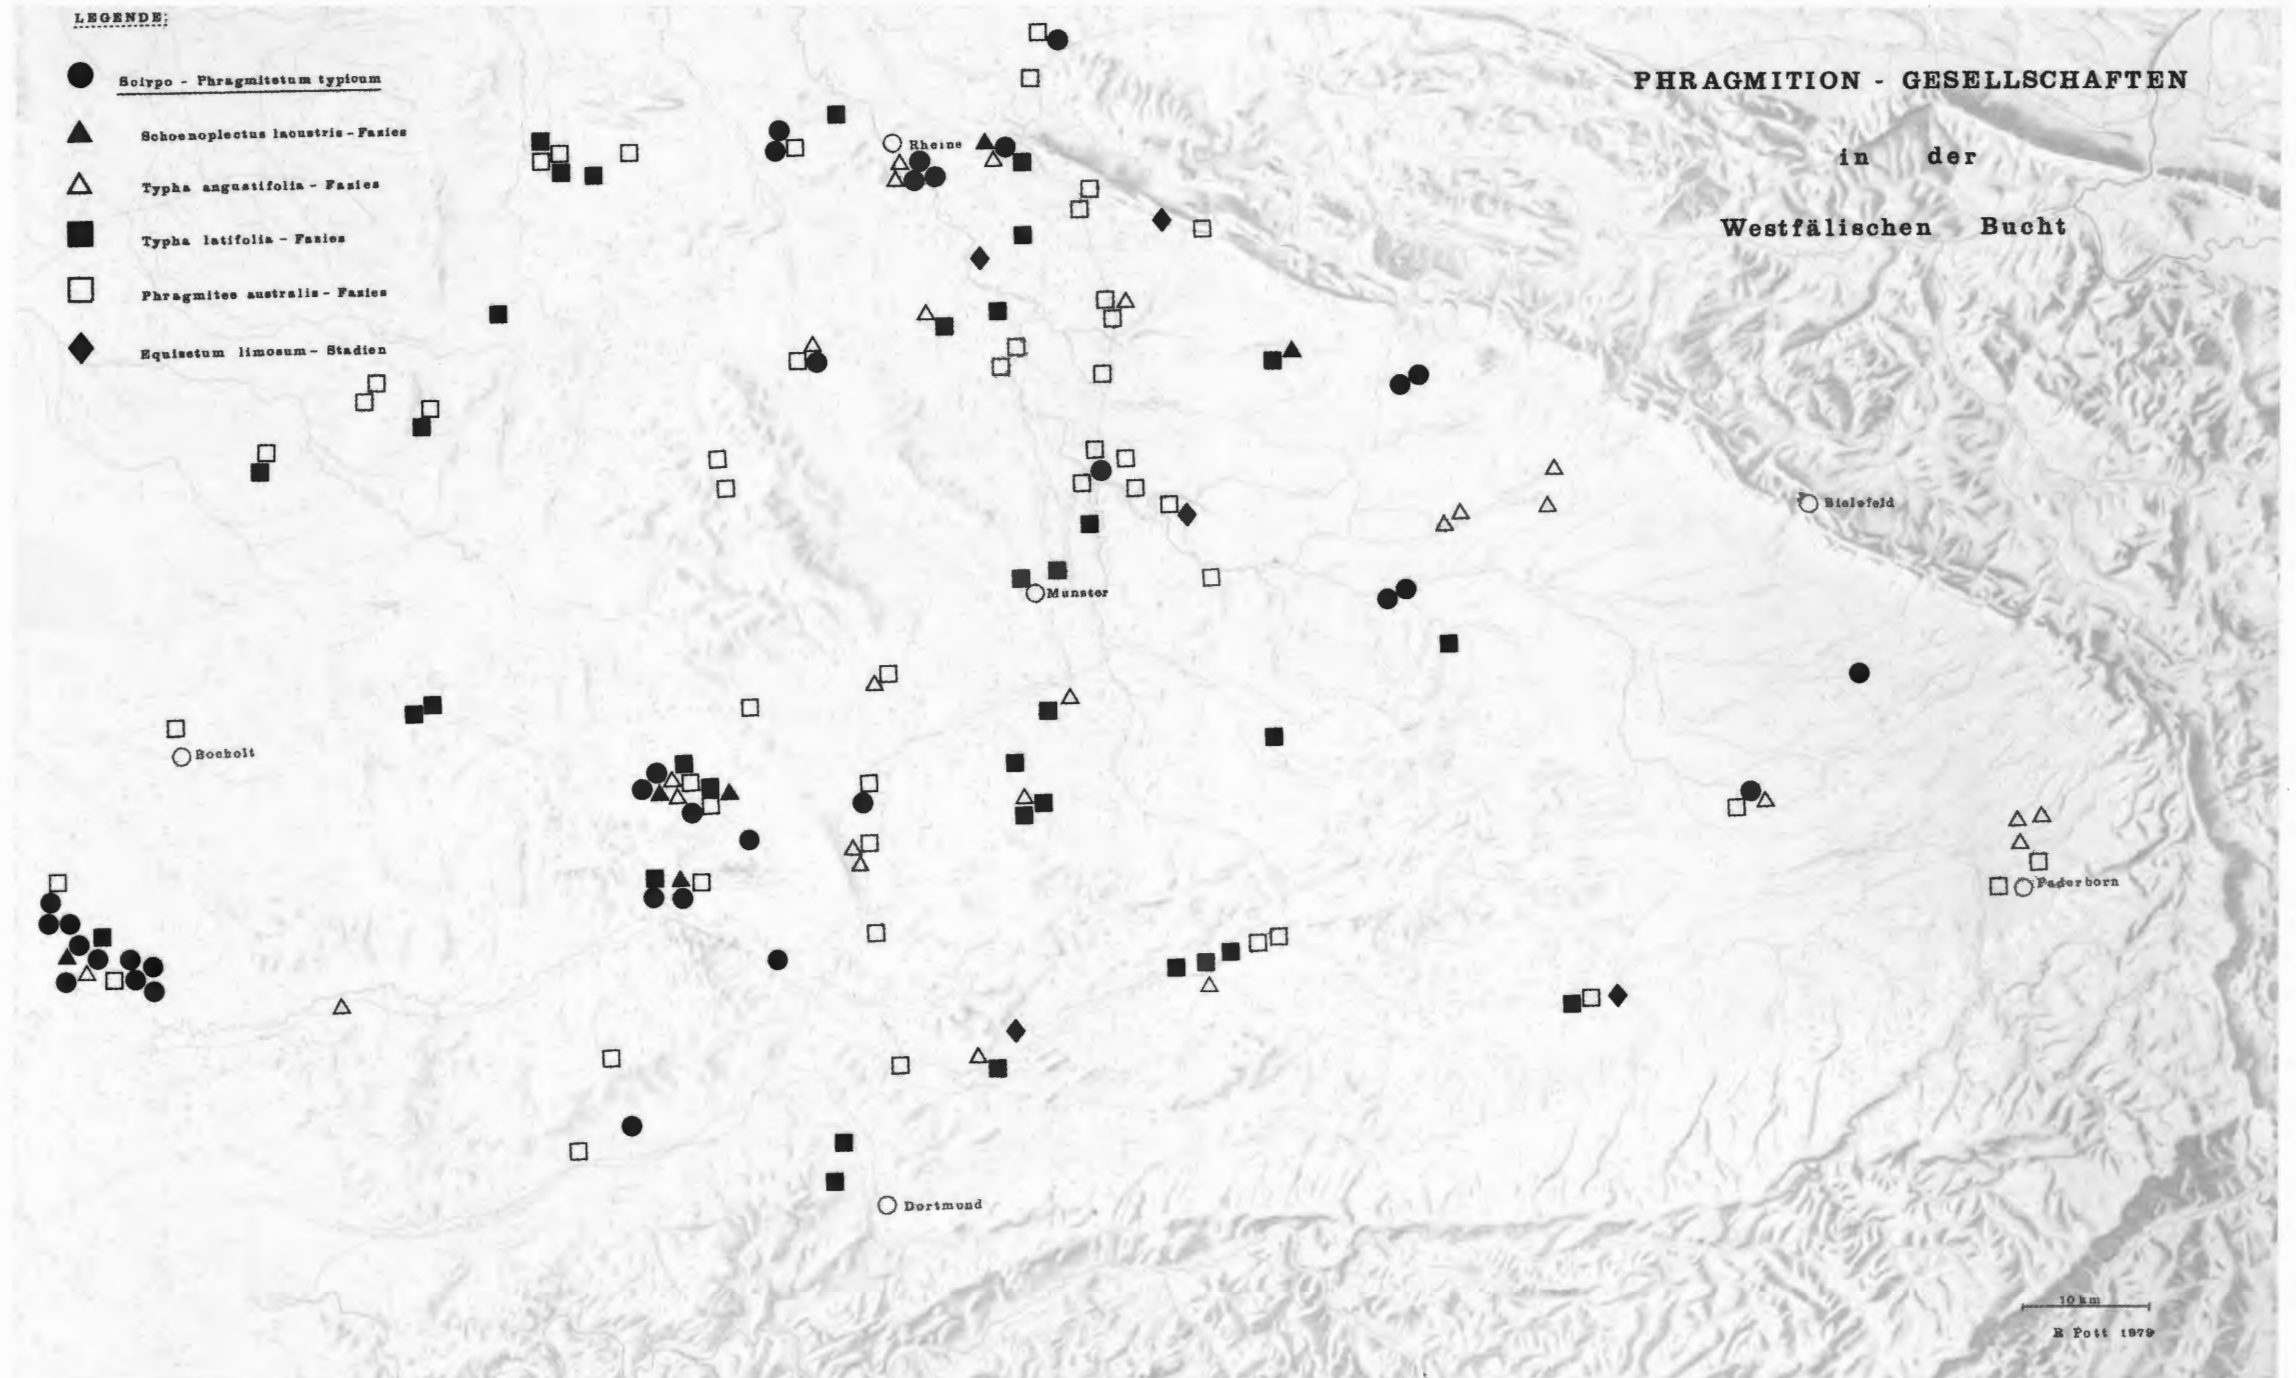 LEGENDE:
Scirpo - Phragmitetum typicum
Schoenoplectus lacustris - Fazies
Typha angustifolia - Fazies
Typha latifolia - Fazies
Phragmites australis - Fazies
Equisetum limosum - Stadien
PHRAGMITION - GESELLSCHAFTEN
in der
Westfälischen Bucht
Rheine
Bielefeld
Munster
Bocholt
Paderborn
Dortmund
10 km
R Pott 1979